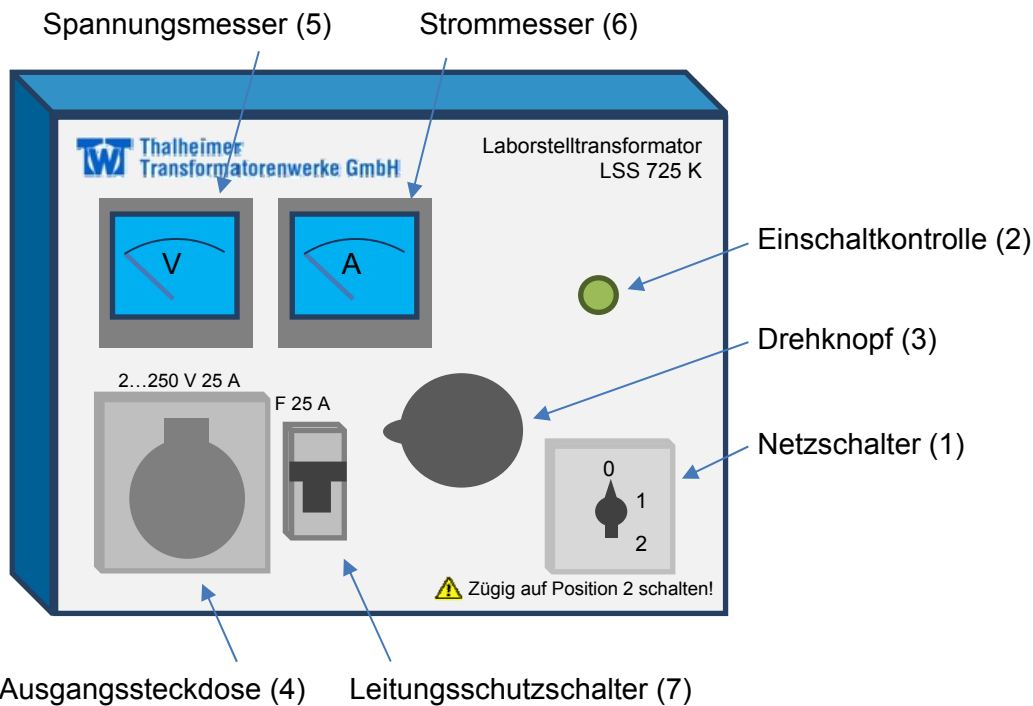 Spannungsmesser (5)
Strommesser (6)
TWT
Thalheimer
Transformatorenwerke GmbH
Laborstelltransformator
LSS 725 K
V
A
Einschaltkontrolle (2)
Drehknopf (3)
2...250 V 25 A
F 25 A
Netzschalter (1)
0
1
2
Zügig auf Position 2 schalten!
Ausgangssteckdose (4)
Leitungsschutzschalter (7)